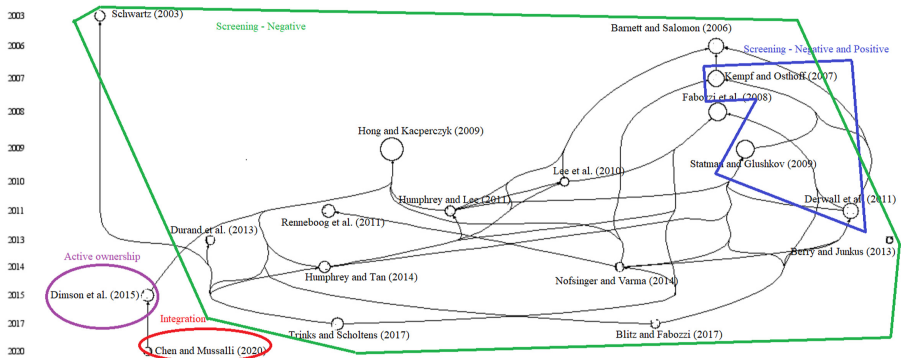 2003
Schwartz (2003)
Screening - Negative
Barnett and Salomon (2006)
2006
Screening - Negative and Positive
2007
Kempf and Osthoff (2007)
Fabozzi et al. (2008)
2008
Hong and Kacperczyk (2009)
2009
Statman and Glushkov (2009)
Lee et al. (2010)
2010
Humphrey and Lee (2011)
Derwall et al. (2011)
2011
Renneboog et al. (2011)
Durand et al. (2013)
2013
Berry and Junkus (2013)
Active ownership
2014
Humphrey and Tan (2014)
Nofsinger and Varma (2014)
2015
Dimson et al. (2015)
Integration
2017
Trinks and Scholtens (2017)
Blitz and Fabozzi (2017)
2020
Chen and Mussalli (2020)